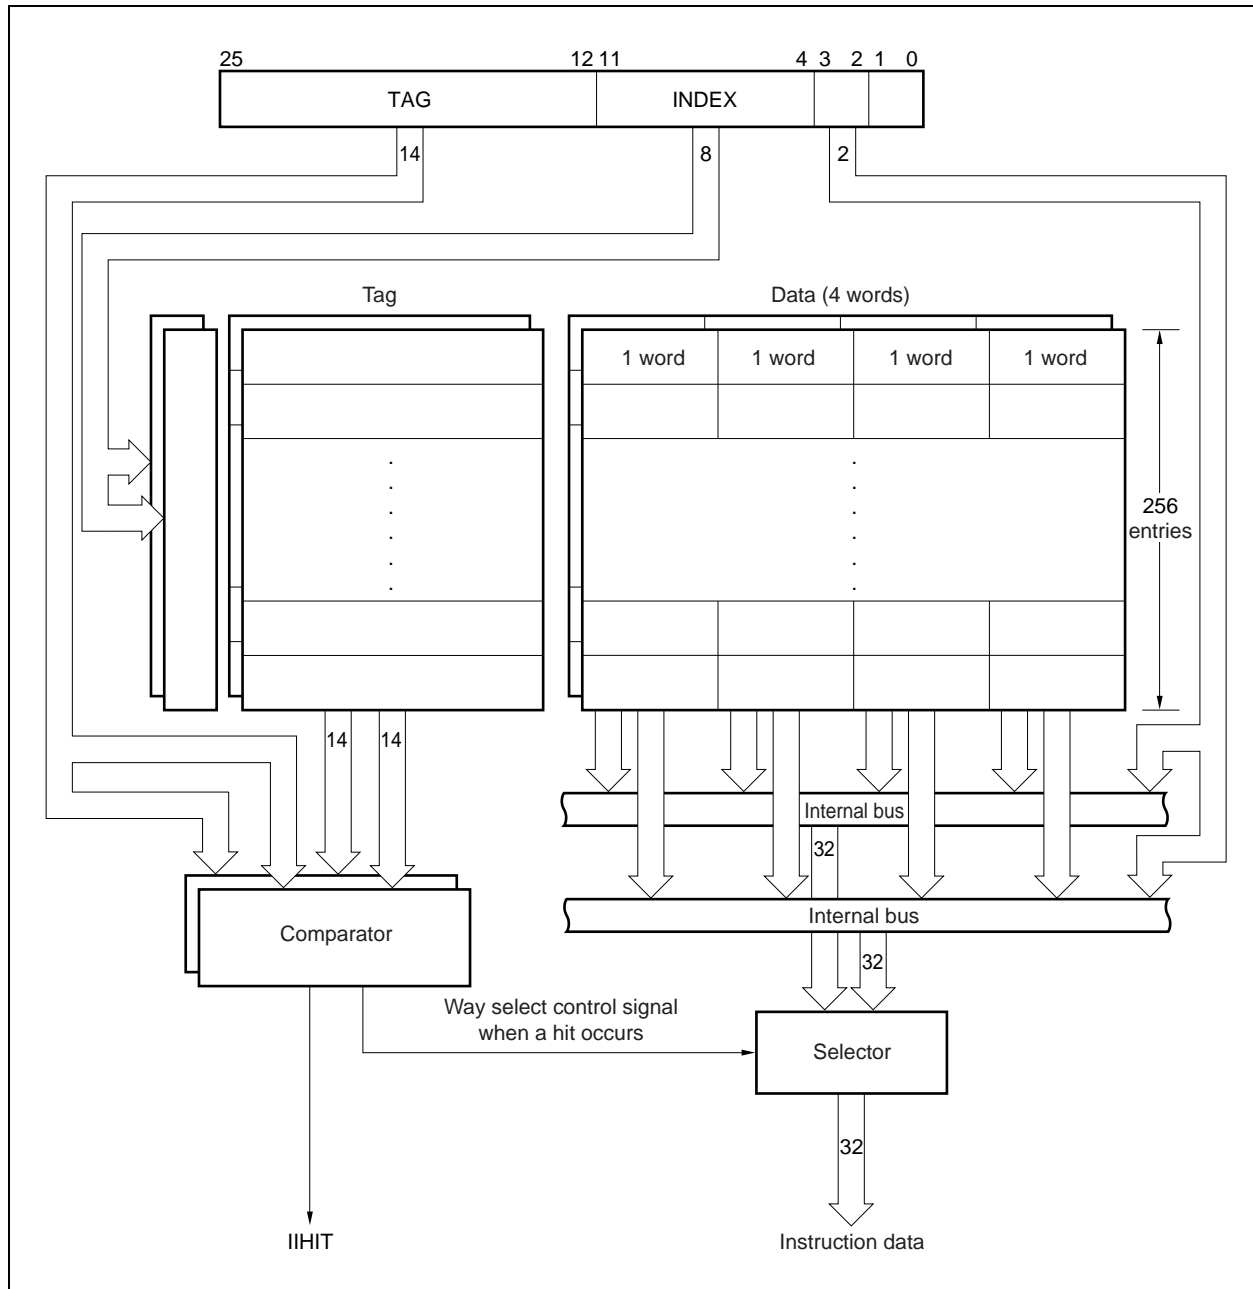 25 12 11 4 3 2 1 0
TAG INDEX
14 8 2
Tag Data (4 words)
1 word 1 word 1 word 1 word
256
entries
14 14
Internal bus
32
Internal bus
Comparator
32
Way select control signal
when a hit occurs
Selector
32
IIHIT Instruction data